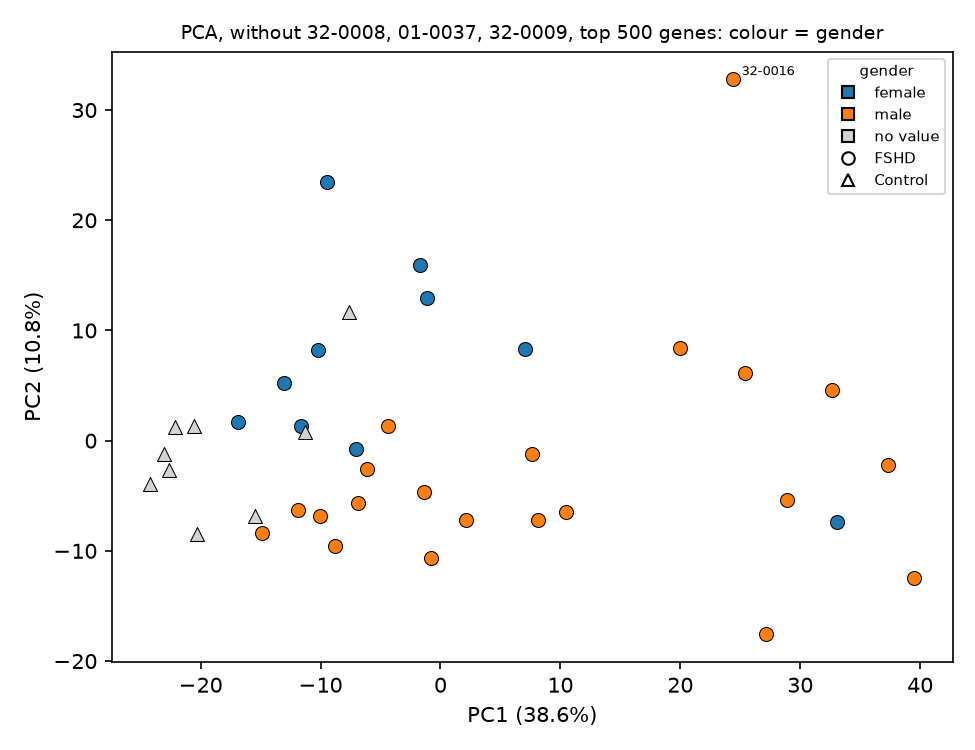 PCA, without 32-0008, 01-0037, 32-0009, top 500 genes: colour = gender
32-0016
gender
female
male
no value
FSHD
Control
PC2 (10.8%)
30
20
10
0
−10
−20
−20
−10
0
10
20
30
40
PC1 (38.6%)